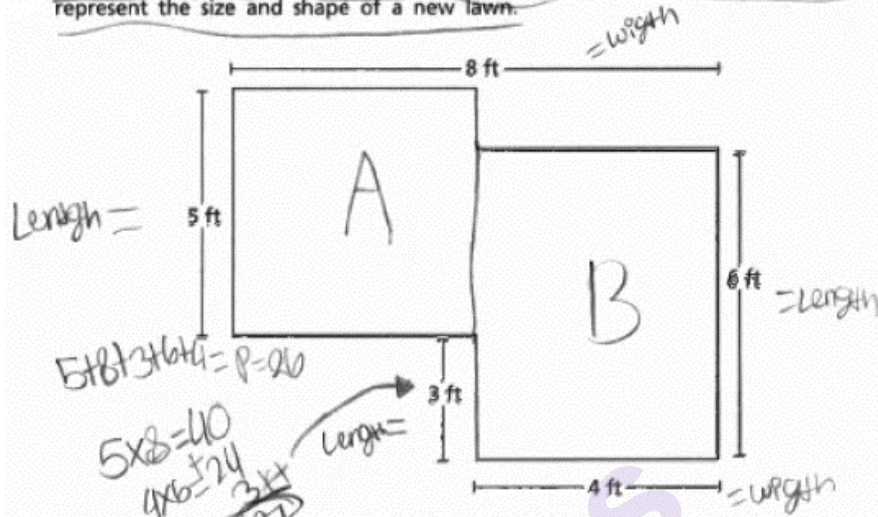 represent the size and shape of a new lawn.
=wigth
8 ft
A
Lengh=
5 ft
B
6 ft
=Length
5+8+3+6+4= P=26
3 ft
Length=
5x8=40
4x6=+24
4 ft
=wigth